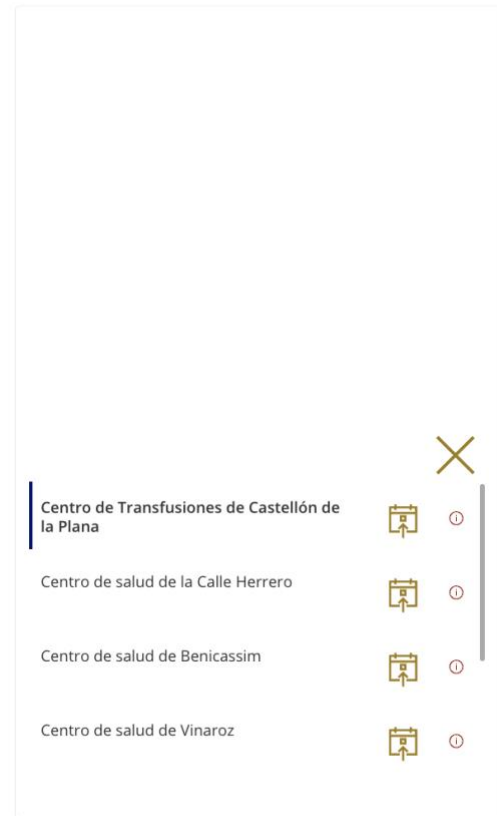 Centro de Transfusiones de Castellón de
la Plana
Centro de salud de la Calle Herrero
Centro de salud de Benicassim
Centro de salud de Vinaroz